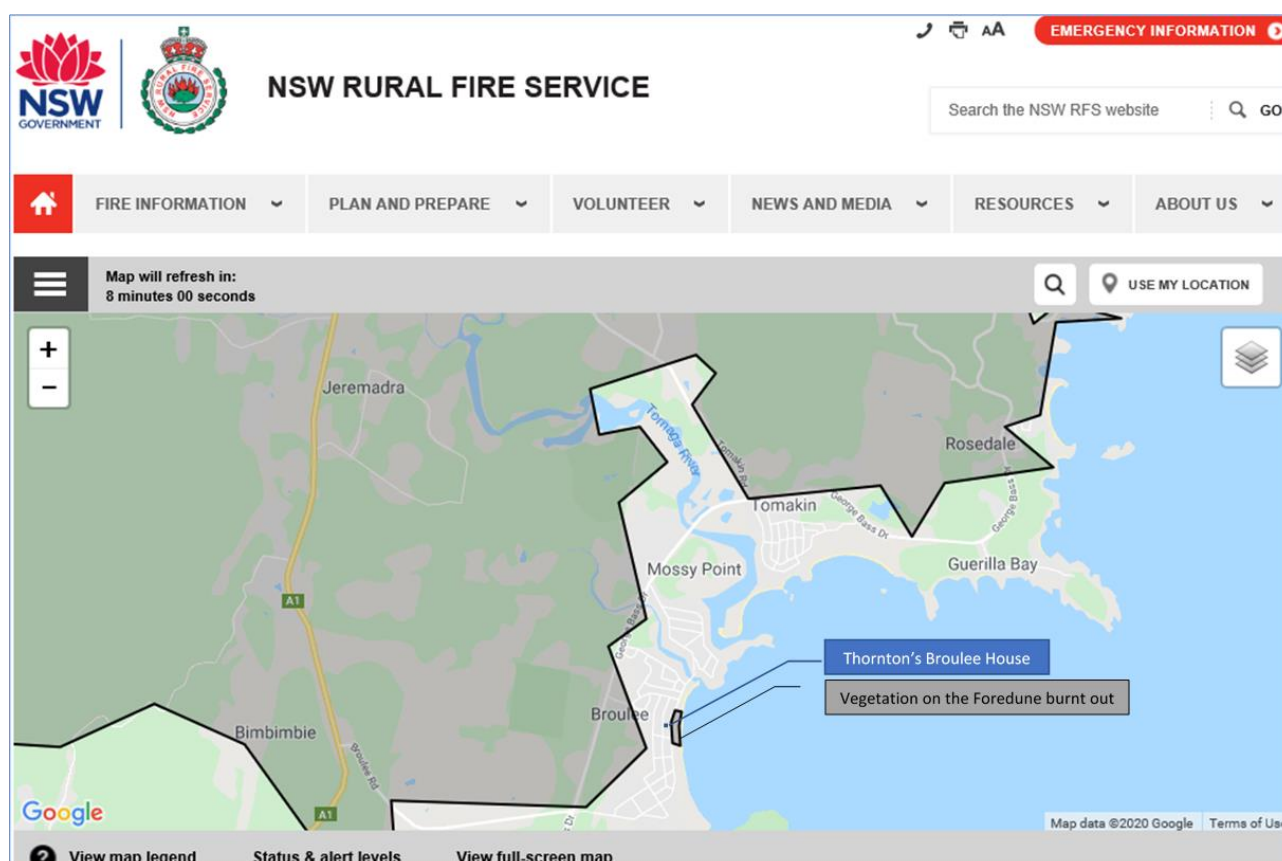 AA
EMERGENCY INFORMATION
NSW
GOVERNMENT
NSW RURAL FIRE SERVICE
NSW RURAL FIRE SERVICE
Search the NSW RFS website
GO
FIRE INFORMATION
PLAN AND PREPARE
VOLUNTEER
NEWS AND MEDIA
RESOURCES
ABOUT US
Map will refresh in:
8 minutes 00 seconds
USE MY LOCATION
+
−
Jeremadra
Tomaga River
Tomakin Rd
Rosedale
Tomakin
George Bass Dr
George Bass
Guerilla Bay
Mossy Point
A1
George Bass Dr
Thornton's Broulee House
Vegetation on the Foredune burnt out
Broulee
Bimbimbie
Broulee Rd
Google
A1
Dr
Map data ©2020 Google
Terms of Use
? View map legend
Status & alert levels
View full-screen map